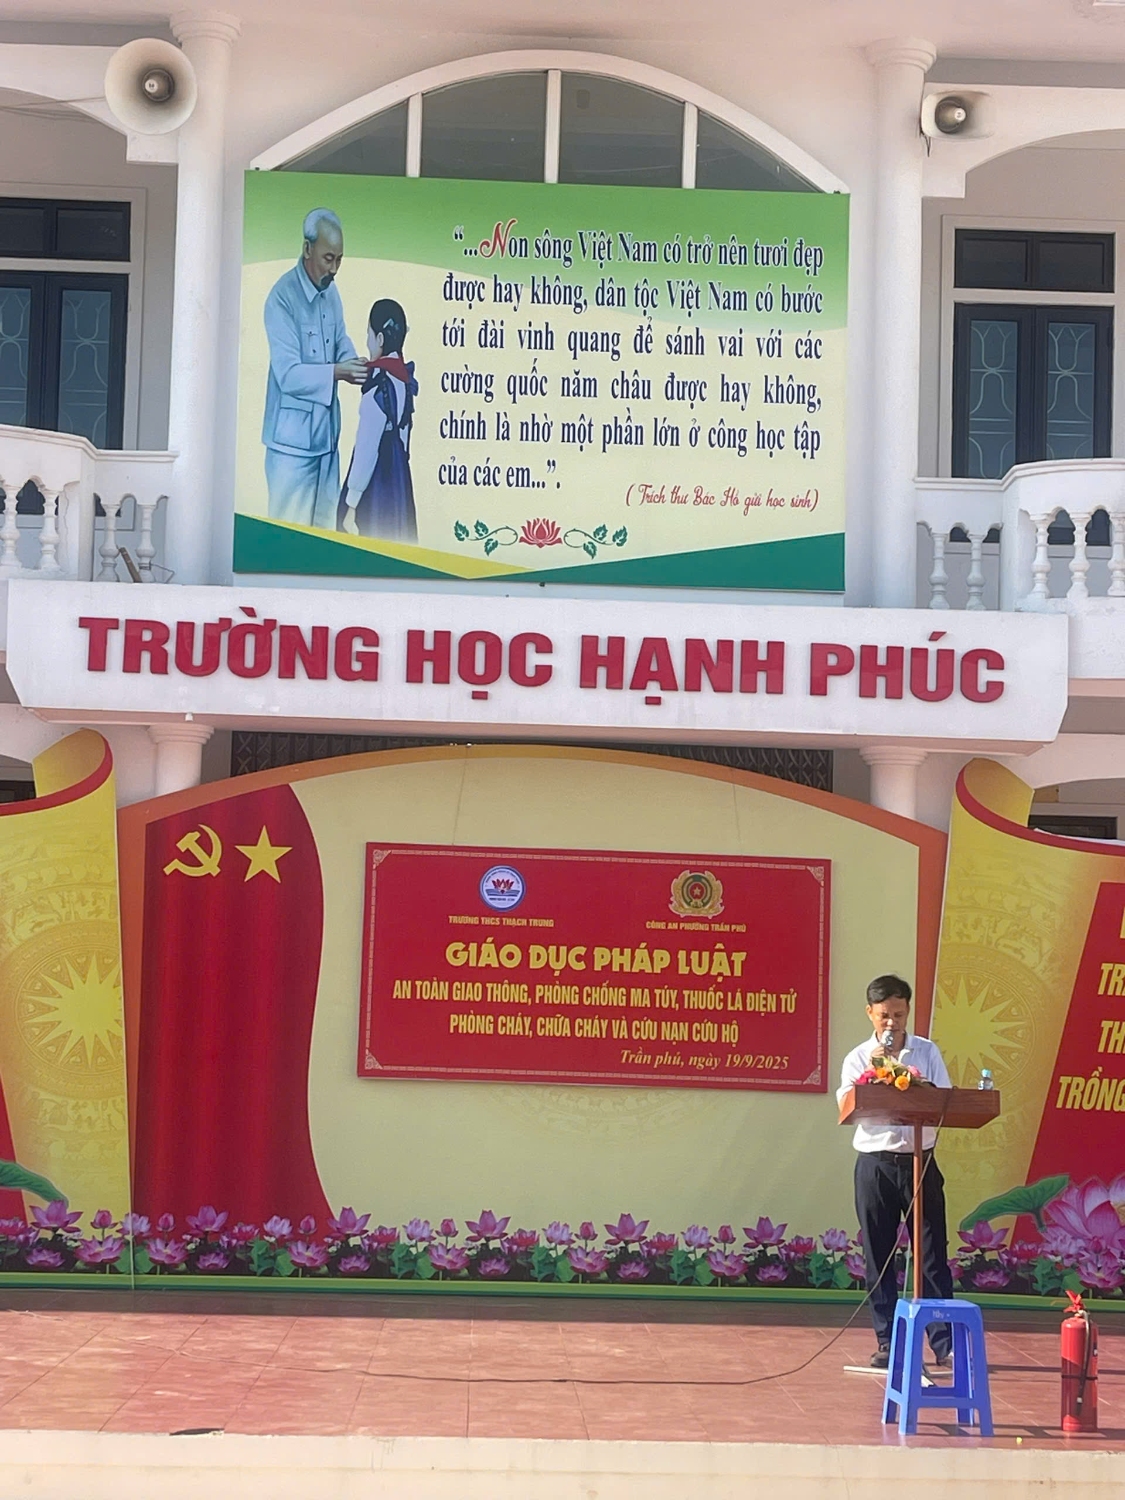 “...Non sông Việt Nam có trở nên tươi đẹp
được hay không, dân tộc Việt Nam có bước
tới đài vinh quang để sánh vai với các
cường quốc năm châu được hay không,
chính là nhờ một phần lớn ở công học tập
của các em...”.
( Trích thư Bác Hồ gửi học sinh)
TRƯỜNG HỌC HẠNH PHÚC
TRƯỜNG THCS THẠCH TRUNG
CÔNG AN PHƯỜNG TRẦN PHÚ
GIÁO DỤC PHÁP LUẬT
AN TOÀN GIAO THÔNG, PHÒNG CHỐNG MA TÚY, THUỐC LÁ ĐIỆN TỬ
PHÒNG CHÁY, CHỮA CHÁY VÀ CỨU NẠN CỨU HỘ
Trần phú, ngày 19/9/2025
TRỒNG